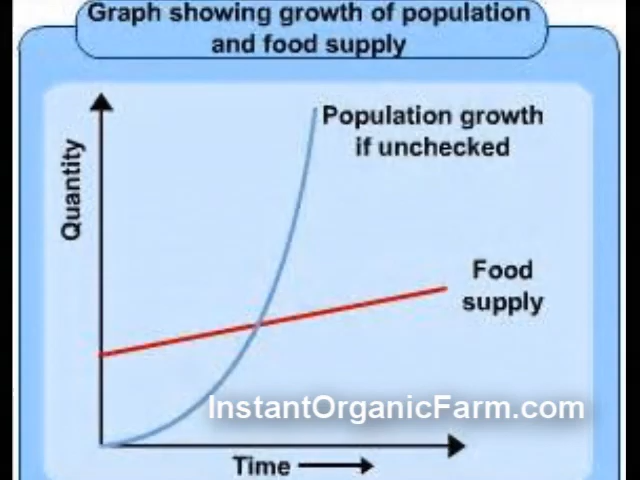 Graph showing growth of population
and food supply
Quantity
Population growth
if unchecked
Food
supply
InstantOrganicFarm.com
Time